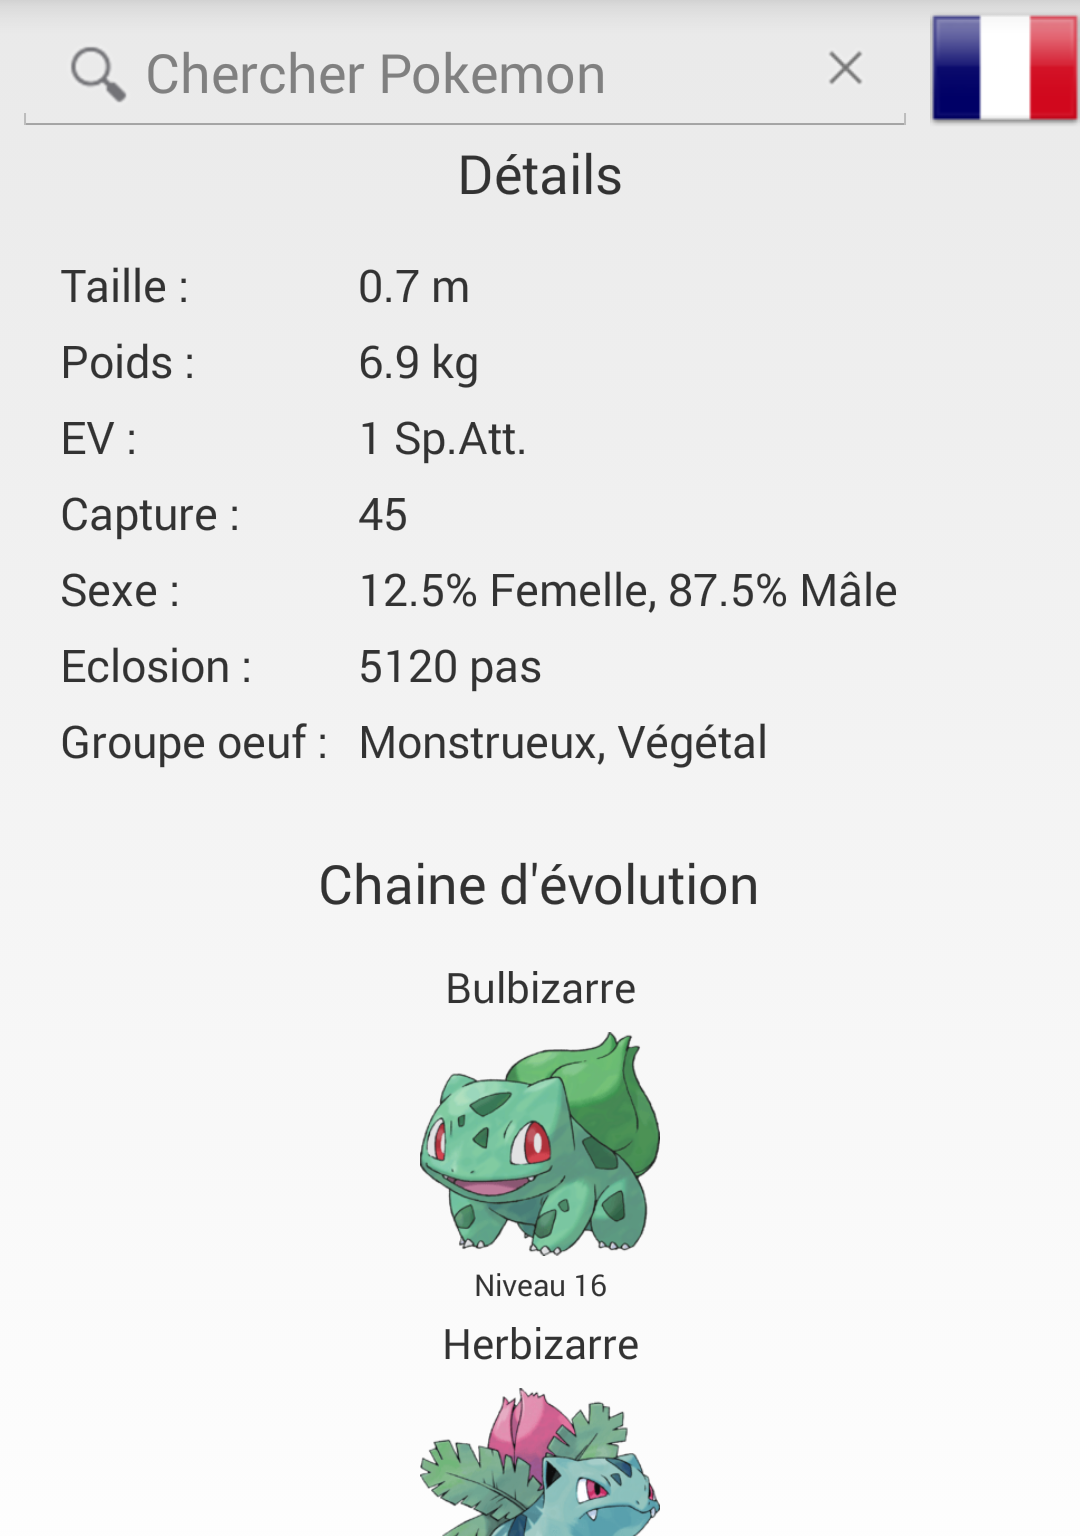 Chercher Pokemon
Détails
Taille : 0.7 m
Poids : 6.9 kg
EV : 1 Sp.Att.
Capture : 45
Sexe : 12.5% Femelle, 87.5% Mâle
Eclosion : 5120 pas
Groupe oeuf : Monstrueux, Végétal
Chaine d'évolution
Bulbizarre
Niveau 16
Herbizarre